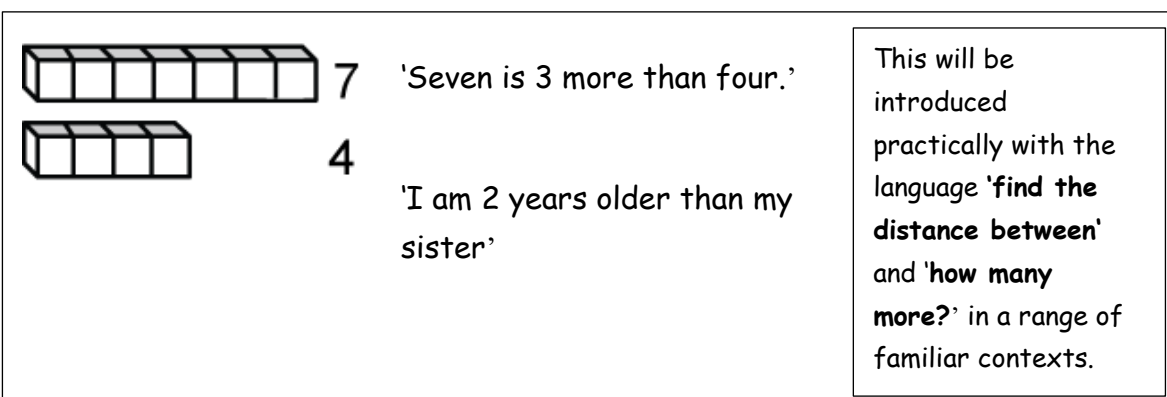 7
'Seven is 3 more than four.’
4
'I am 2 years older than my
sister’
This will be
introduced
practically with the
language 'find the
distance between'
and 'how many
more?’ in a range of
familiar contexts.